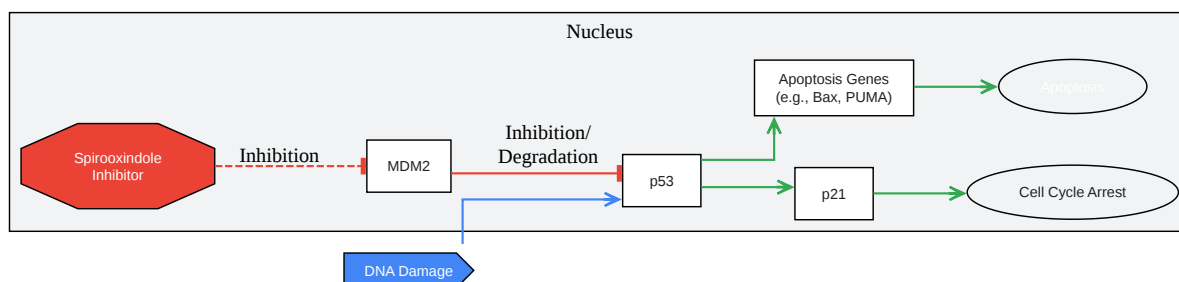 Nucleus
Apoptosis Genes
(e.g., Bax, PUMA)
Apoptosis
Inhibition/
Degradation
Spirooxindole
Inhibitor
Inhibition
MDM2
p53
p21
Cell Cycle Arrest
DNA Damage